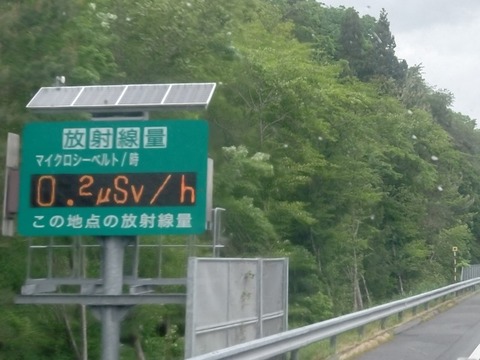 放射線量
マイクロシーベルト/時
0.2μSv/h
この地点の放射線量